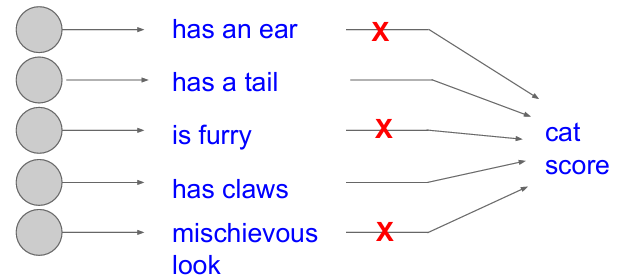 has an ear
X
has a tail
is furry
X
cat
score
has claws
mischievous
look
X